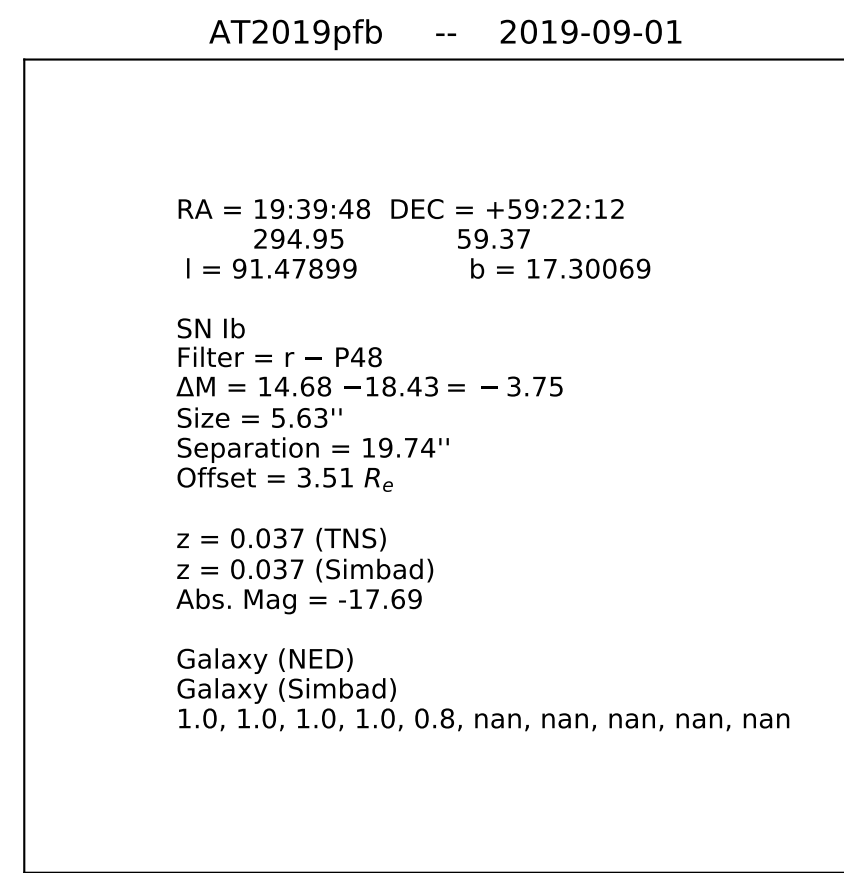 AT2019pfb -- 2019-09-01
RA = 19:39:48 DEC = +59:22:12
294.95 59.37
l = 91.47899 b = 17.30069
SN Ib
Filter = r − P48
ΔM = 14.68 −18.43 = − 3.75
Size = 5.63''
Separation = 19.74''
Offset = 3.51 Rₑ
z = 0.037 (TNS)
z = 0.037 (Simbad)
Abs. Mag = -17.69
Galaxy (NED)
Galaxy (Simbad)
1.0, 1.0, 1.0, 1.0, 0.8, nan, nan, nan, nan, nan